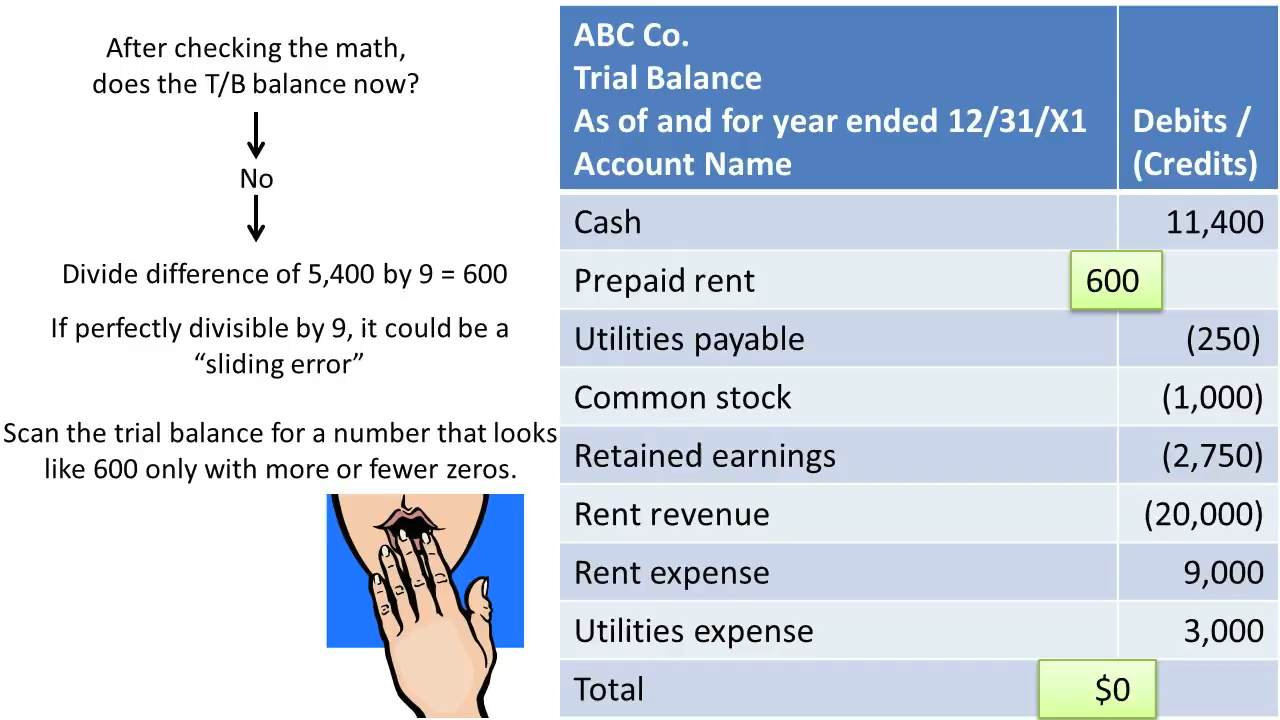 After checking the math,
does the T/B balance now?
No
Divide difference of 5,400 by 9 = 600
If perfectly divisible by 9, it could be a
“sliding error”
Scan the trial balance for a number that looks
like 600 only with more or fewer zeros.
ABC Co.
Trial Balance
As of and for year ended 12/31/X1 Debits /
Account Name (Credits)
Cash 11,400
Prepaid rent 600
Utilities payable (250)
Common stock (1,000)
Retained earnings (2,750)
Rent revenue (20,000)
Rent expense 9,000
Utilities expense 3,000
Total $0